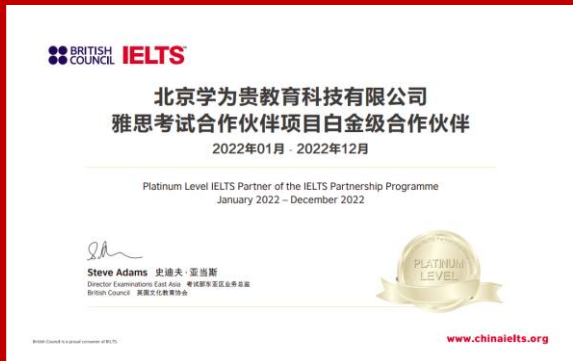 BRITISH COUNCIL IELTS™
北京学为贵教育科技有限公司
雅思考试合作伙伴项目白金级合作伙伴
2022年01月 - 2022年12月
Platinum Level IELTS Partner of the IELTS Partnership Programme
January 2022 – December 2022
Steve Adams 史迪夫·亚当斯
Director Examinations East Asia 考试部东亚区业务总监
British Council 英国文化教育协会
PLATINUM
LEVEL
British Council is a proud co-owner of IELTS.
www.chinaielts.org